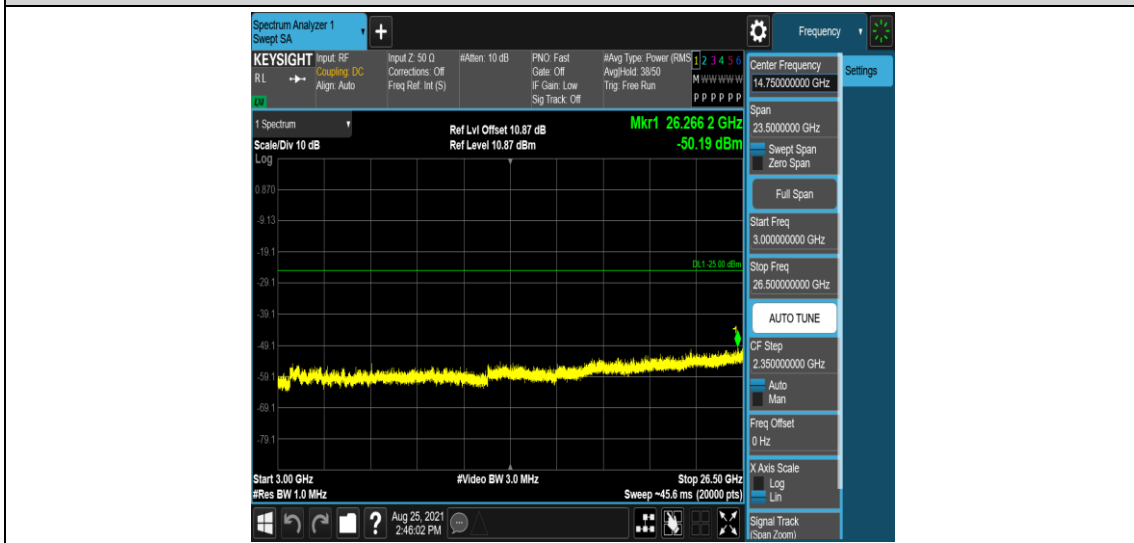 Spectrum Analyzer 1
Swept SA
+
Frequency
KEYSIGHT
RL
LXI
Input: RF
Coupling: DC
Align: Auto
Input Z: 50 Ω
Corrections: Off
Freq Ref: Int (S)
#Atten: 10 dB
PNO: Fast
Gate: Off
IF Gain: Low
Sig Track: Off
#Avg Type: Power (RMS
Avg|Hold: 38/50
Trig: Free Run
1 2 3 4 5 6
M W W W W W
P P P P P P
Center Frequency
14.750000000 GHz
Settings
1 Spectrum
Scale/Div 10 dB
Ref Lvl Offset 10.87 dB
Ref Level 10.87 dBm
Mkr1 26.266 2 GHz
-50.19 dBm
Span
23.5000000 GHz
Swept Span
Zero Span
Full Span
Start Freq
3.000000000 GHz
Stop Freq
26.500000000 GHz
AUTO TUNE
CF Step
2.350000000 GHz
Auto
Man
Freq Offset
0 Hz
X Axis Scale
Log
Lin
Signal Track
(Span Zoom)
Log
0.870
-9.13
-19.1
DL1 -25.00 dBm
-29.1
-39.1
1
-49.1
-59.1
-69.1
-79.1
Start 3.00 GHz
#Video BW 3.0 MHz
Stop 26.50 GHz
#Res BW 1.0 MHz
Sweep ~45.6 ms (20000 pts)
?
Aug 25, 2021
2:46:02 PM